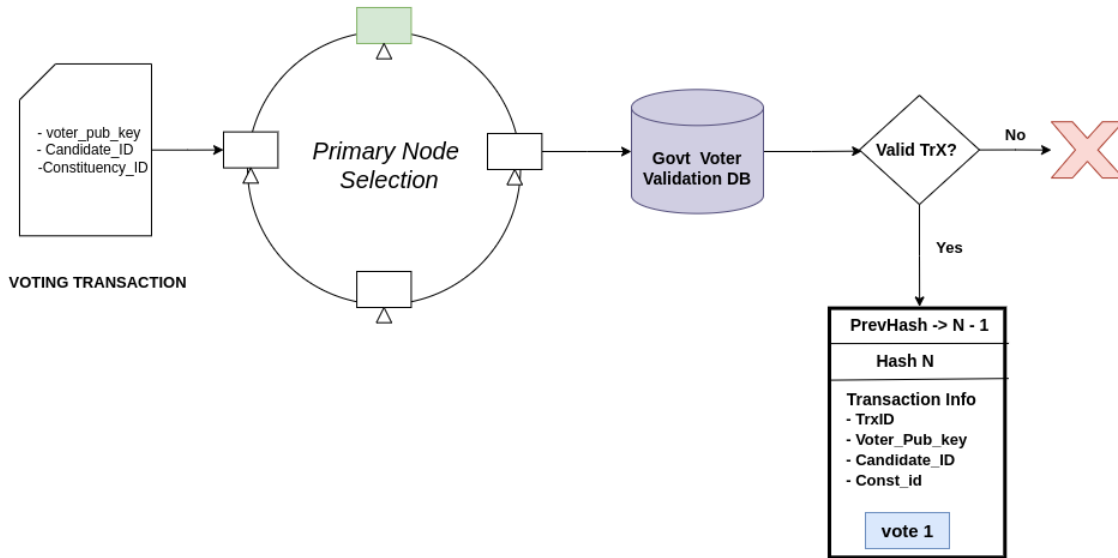 - voter_pub_key
- Candidate_ID
-Constituency_ID
VOTING TRANSACTION
Primary Node
Selection
Govt Voter
Validation DB
Valid TrX?
No
Yes
PrevHash -> N - 1
Hash N
Transaction Info
- TrxID
- Voter_Pub_key
- Candidate_ID
- Const_id
vote 1